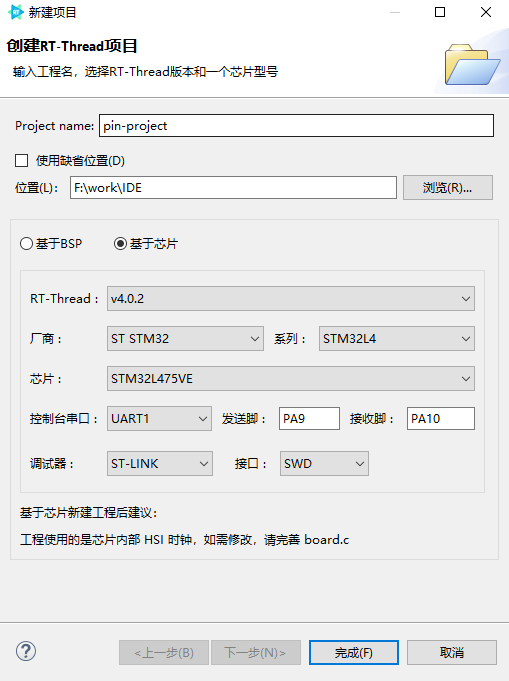 新建项目
创建RT-Thread项目
输入工程名，选择RT-Thread版本和一个芯片型号
Project name: pin-project
使用缺省位置(D)
位置(L): F:\work\IDE 浏览(R)...
基于BSP 基于芯片
RT-Thread : v4.0.2
厂商 : ST STM32 系列 : STM32L4
芯片 : STM32L475VE
控制台串口 : UART1 发送脚 : PA9 接收脚 : PA10
调试器 : ST-LINK 接口 : SWD
基于芯片新建工程后建议:
工程使用的是芯片内部 HSI 时钟，如需修改，请完善 board.c
? <上一步(B) 下一步(N)> 完成(F) 取消